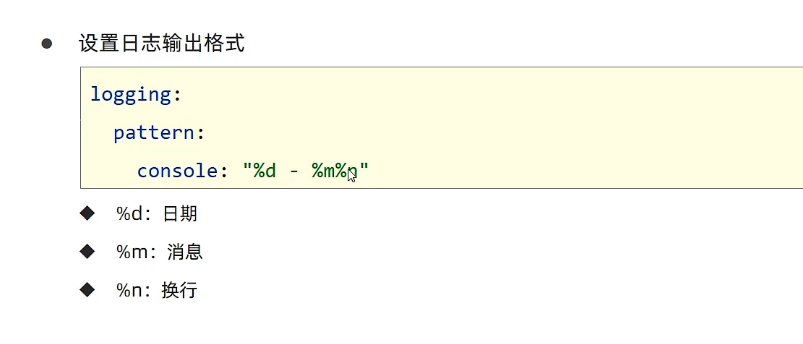 ● 设置日志输出格式
logging:
  pattern:
    console: "%d - %m%n"
◆ %d：日期
◆ %m：消息
◆ %n：换行